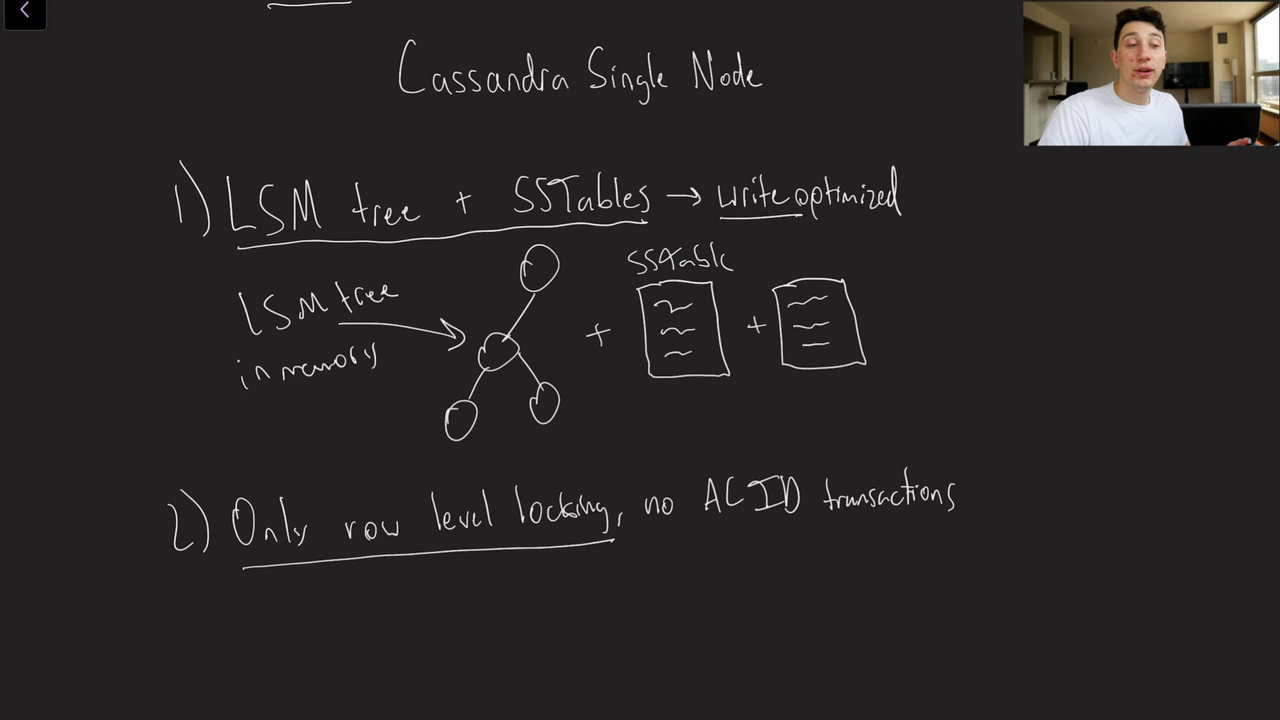 Cassandra Single Node
1) LSM tree + SSTables → write optimized
SSTable
LSM tree
in memory
+
+
2) Only row level locking, no ACID transactions